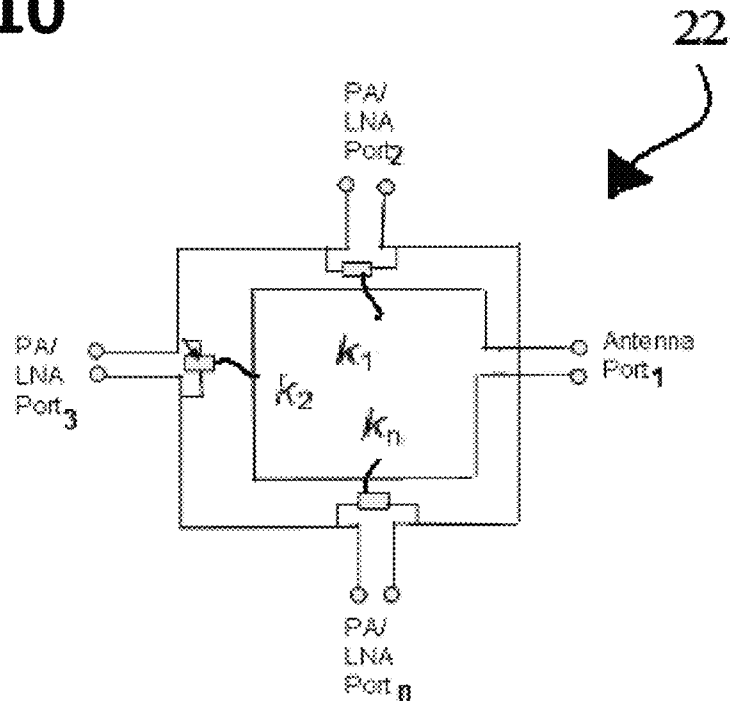 10
22
PA/
LNA
Port2
k1
PA/
LNA
Port3
k2
Antenna
Port1
kn
PA/
LNA
Port n